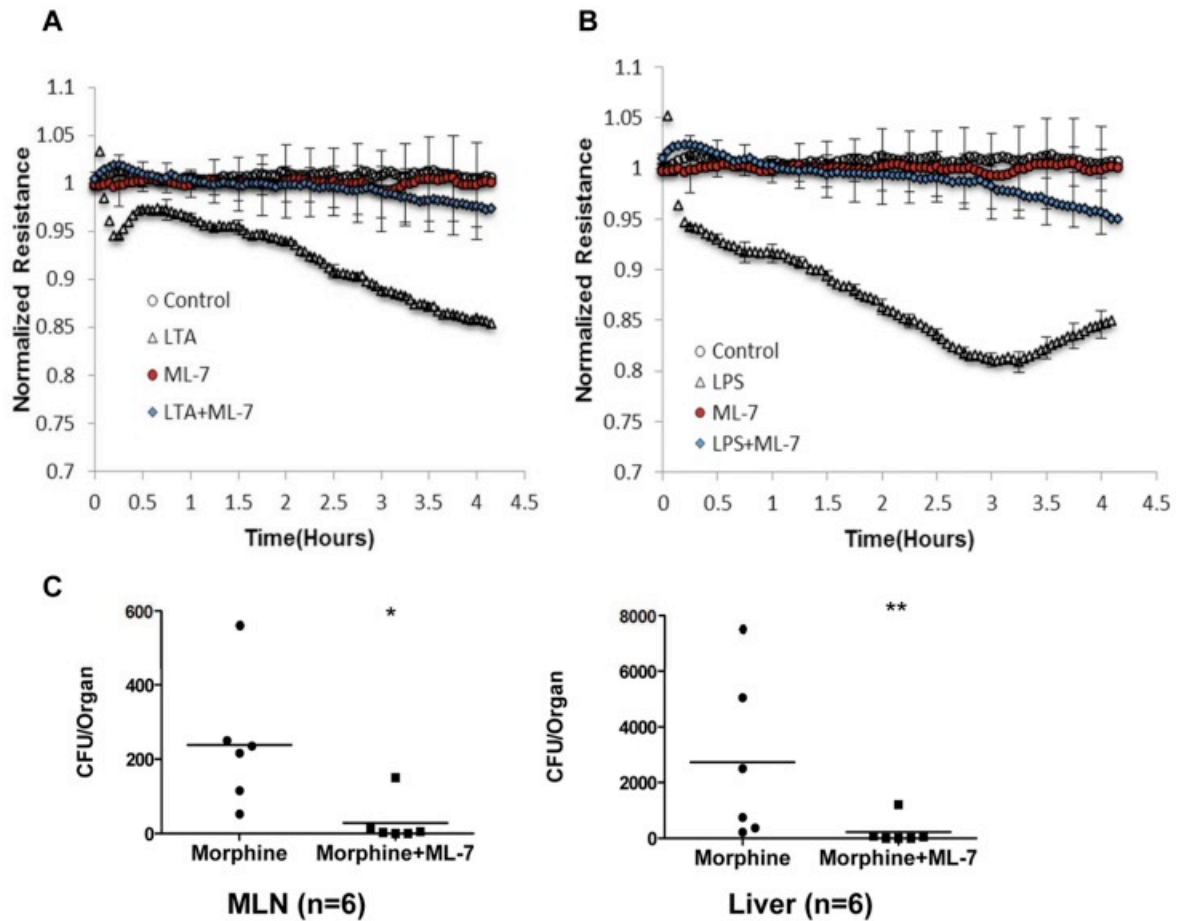 A
1.1
1.05
1
0.95
0.9
0.85
0.8
0.75
0.7
Normalized Resistance
Control
LTA
ML-7
LTA+ML-7
0 0.5 1 1.5 2 2.5 3 3.5 4 4.5
Time(Hours)
B
1.1
1.05
1
0.95
0.9
0.85
0.8
0.75
0.7
Normalized Resistance
Control
LPS
ML-7
LPS+ML-7
0 0.5 1 1.5 2 2.5 3 3.5 4 4.5
Time(Hours)
C
600
400
200
0
CFU/Organ
*
Morphine Morphine+ML-7
MLN (n=6)
8000
6000
4000
2000
0
CFU/Organ
**
Morphine Morphine+ML-7
Liver (n=6)